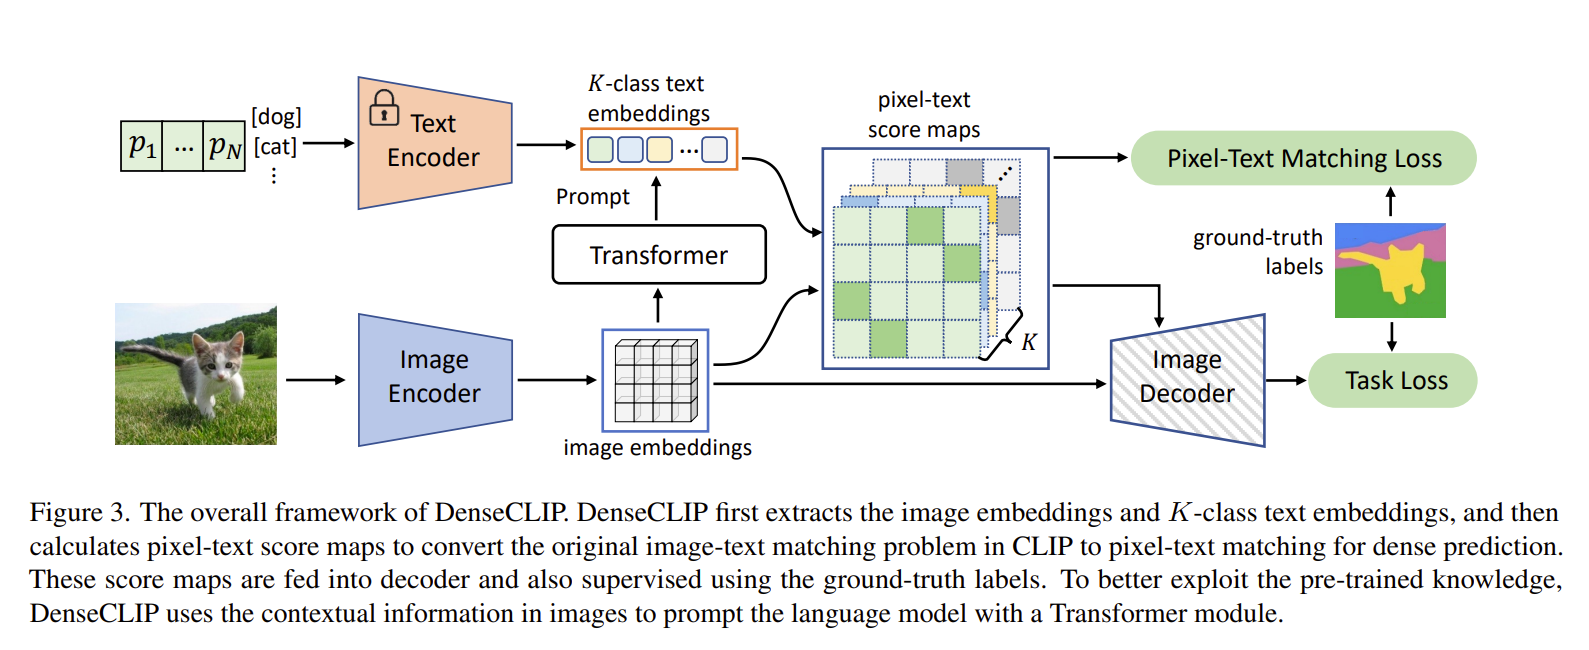 p1 ... pN
[dog]
[cat]
⋮
Text
Encoder
K-class text
embeddings
...
Prompt
Transformer
pixel-text
score maps
K
Pixel-Text Matching Loss
ground-truth
labels
Image
Encoder
image embeddings
Image
Decoder
Task Loss
Figure 3. The overall framework of DenseCLIP. DenseCLIP first extracts the image embeddings and K-class text embeddings, and then
calculates pixel-text score maps to convert the original image-text matching problem in CLIP to pixel-text matching for dense prediction.
These score maps are fed into decoder and also supervised using the ground-truth labels. To better exploit the pre-trained knowledge,
DenseCLIP uses the contextual information in images to prompt the language model with a Transformer module.